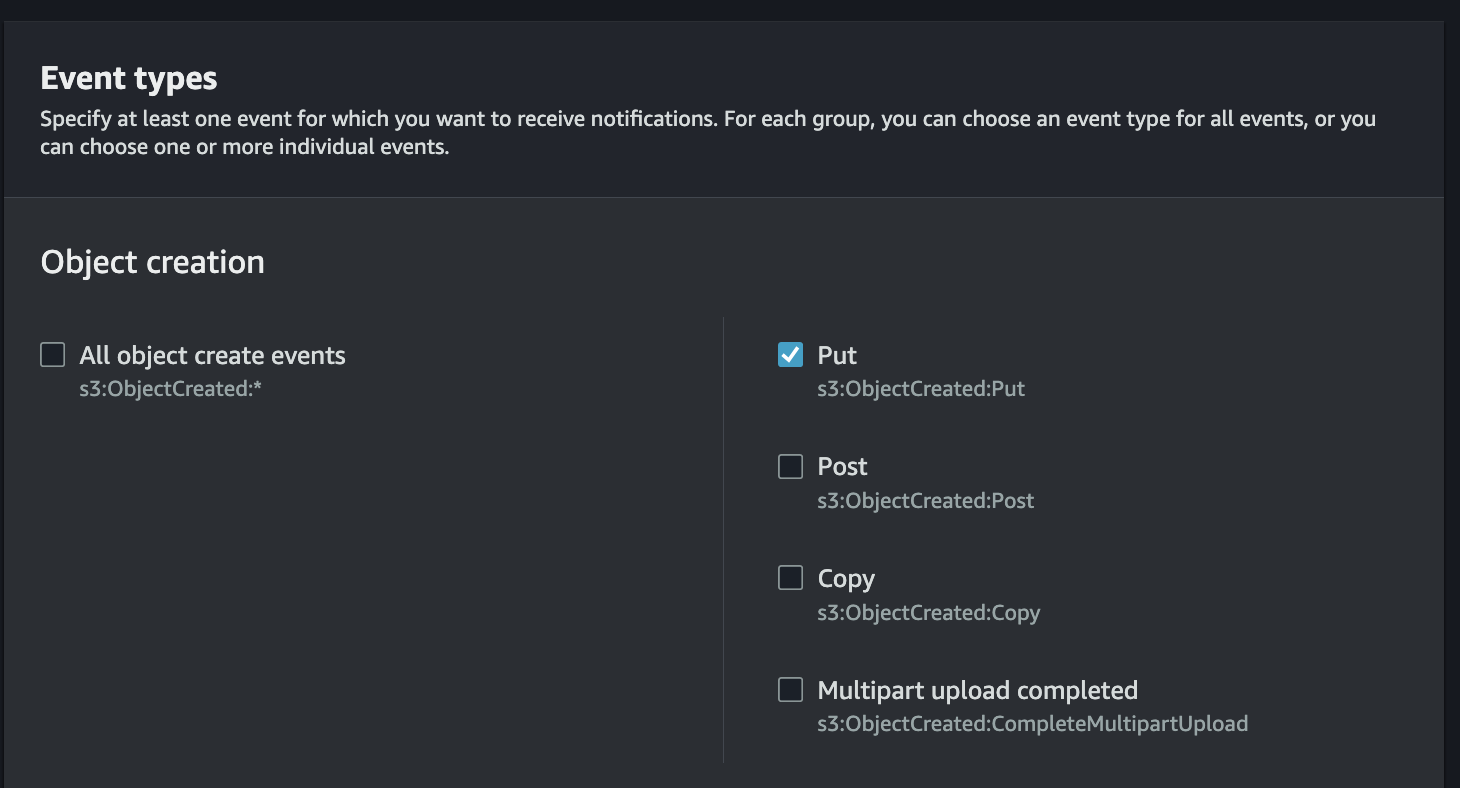 Event types
Specify at least one event for which you want to receive notifications. For each group, you can choose an event type for all events, or you
can choose one or more individual events.
Object creation
All object create events
s3:ObjectCreated:*
Put
s3:ObjectCreated:Put
Post
s3:ObjectCreated:Post
Copy
s3:ObjectCreated:Copy
Multipart upload completed
s3:ObjectCreated:CompleteMultipartUpload